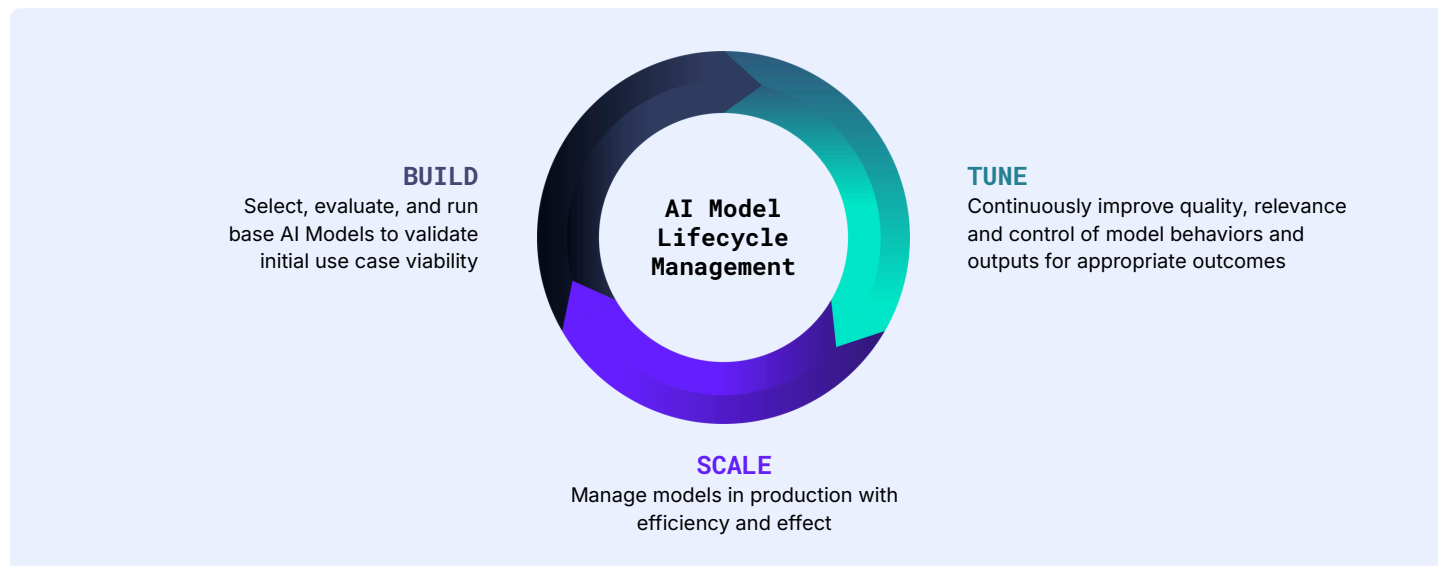 BUILD
Select, evaluate, and run
base AI Models to validate
initial use case viability
AI Model
Lifecycle
Management
TUNE
Continuously improve quality, relevance
and control of model behaviors and
outputs for appropriate outcomes
SCALE
Manage models in production with
efficiency and effect